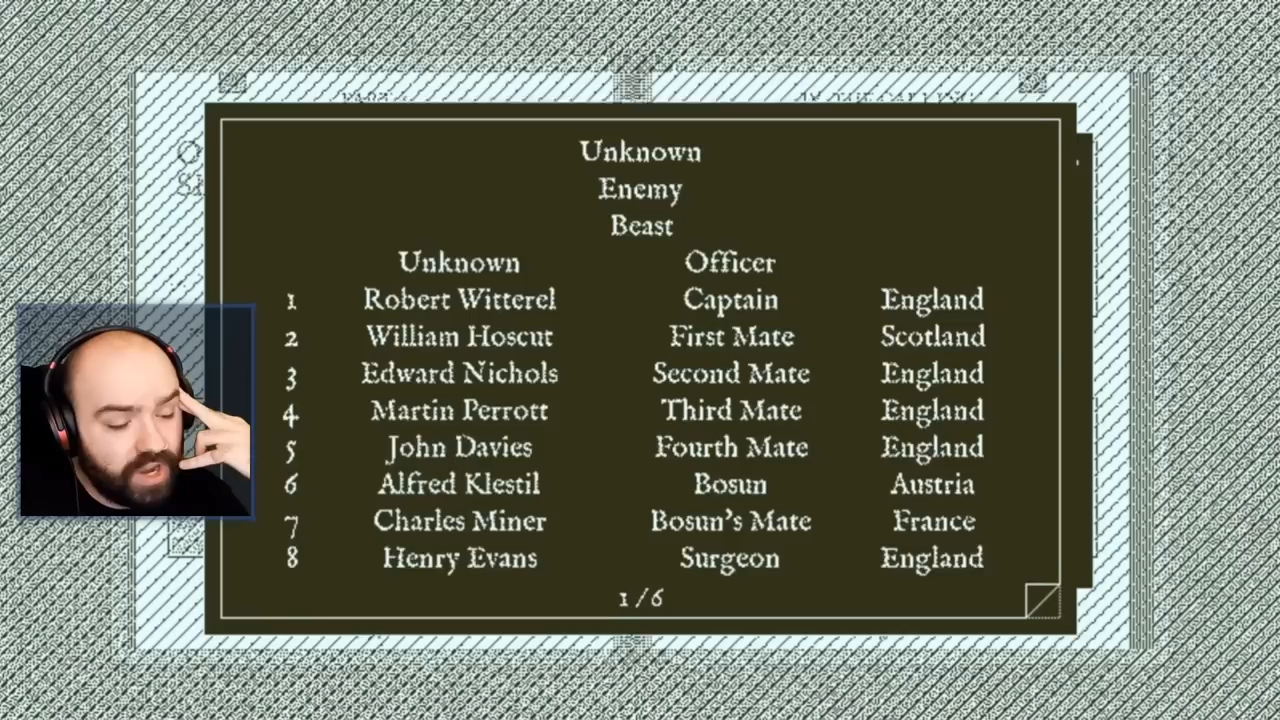 Unknown
Enemy
Beast
Unknown Officer
1 Robert Witterel Captain England
2 William Hoscut First Mate Scotland
3 Edward Nichols Second Mate England
4 Martin Perrott Third Mate England
5 John Davies Fourth Mate England
6 Alfred Klestil Bosun Austria
7 Charles Miner Bosun's Mate France
8 Henry Evans Surgeon England
1/6